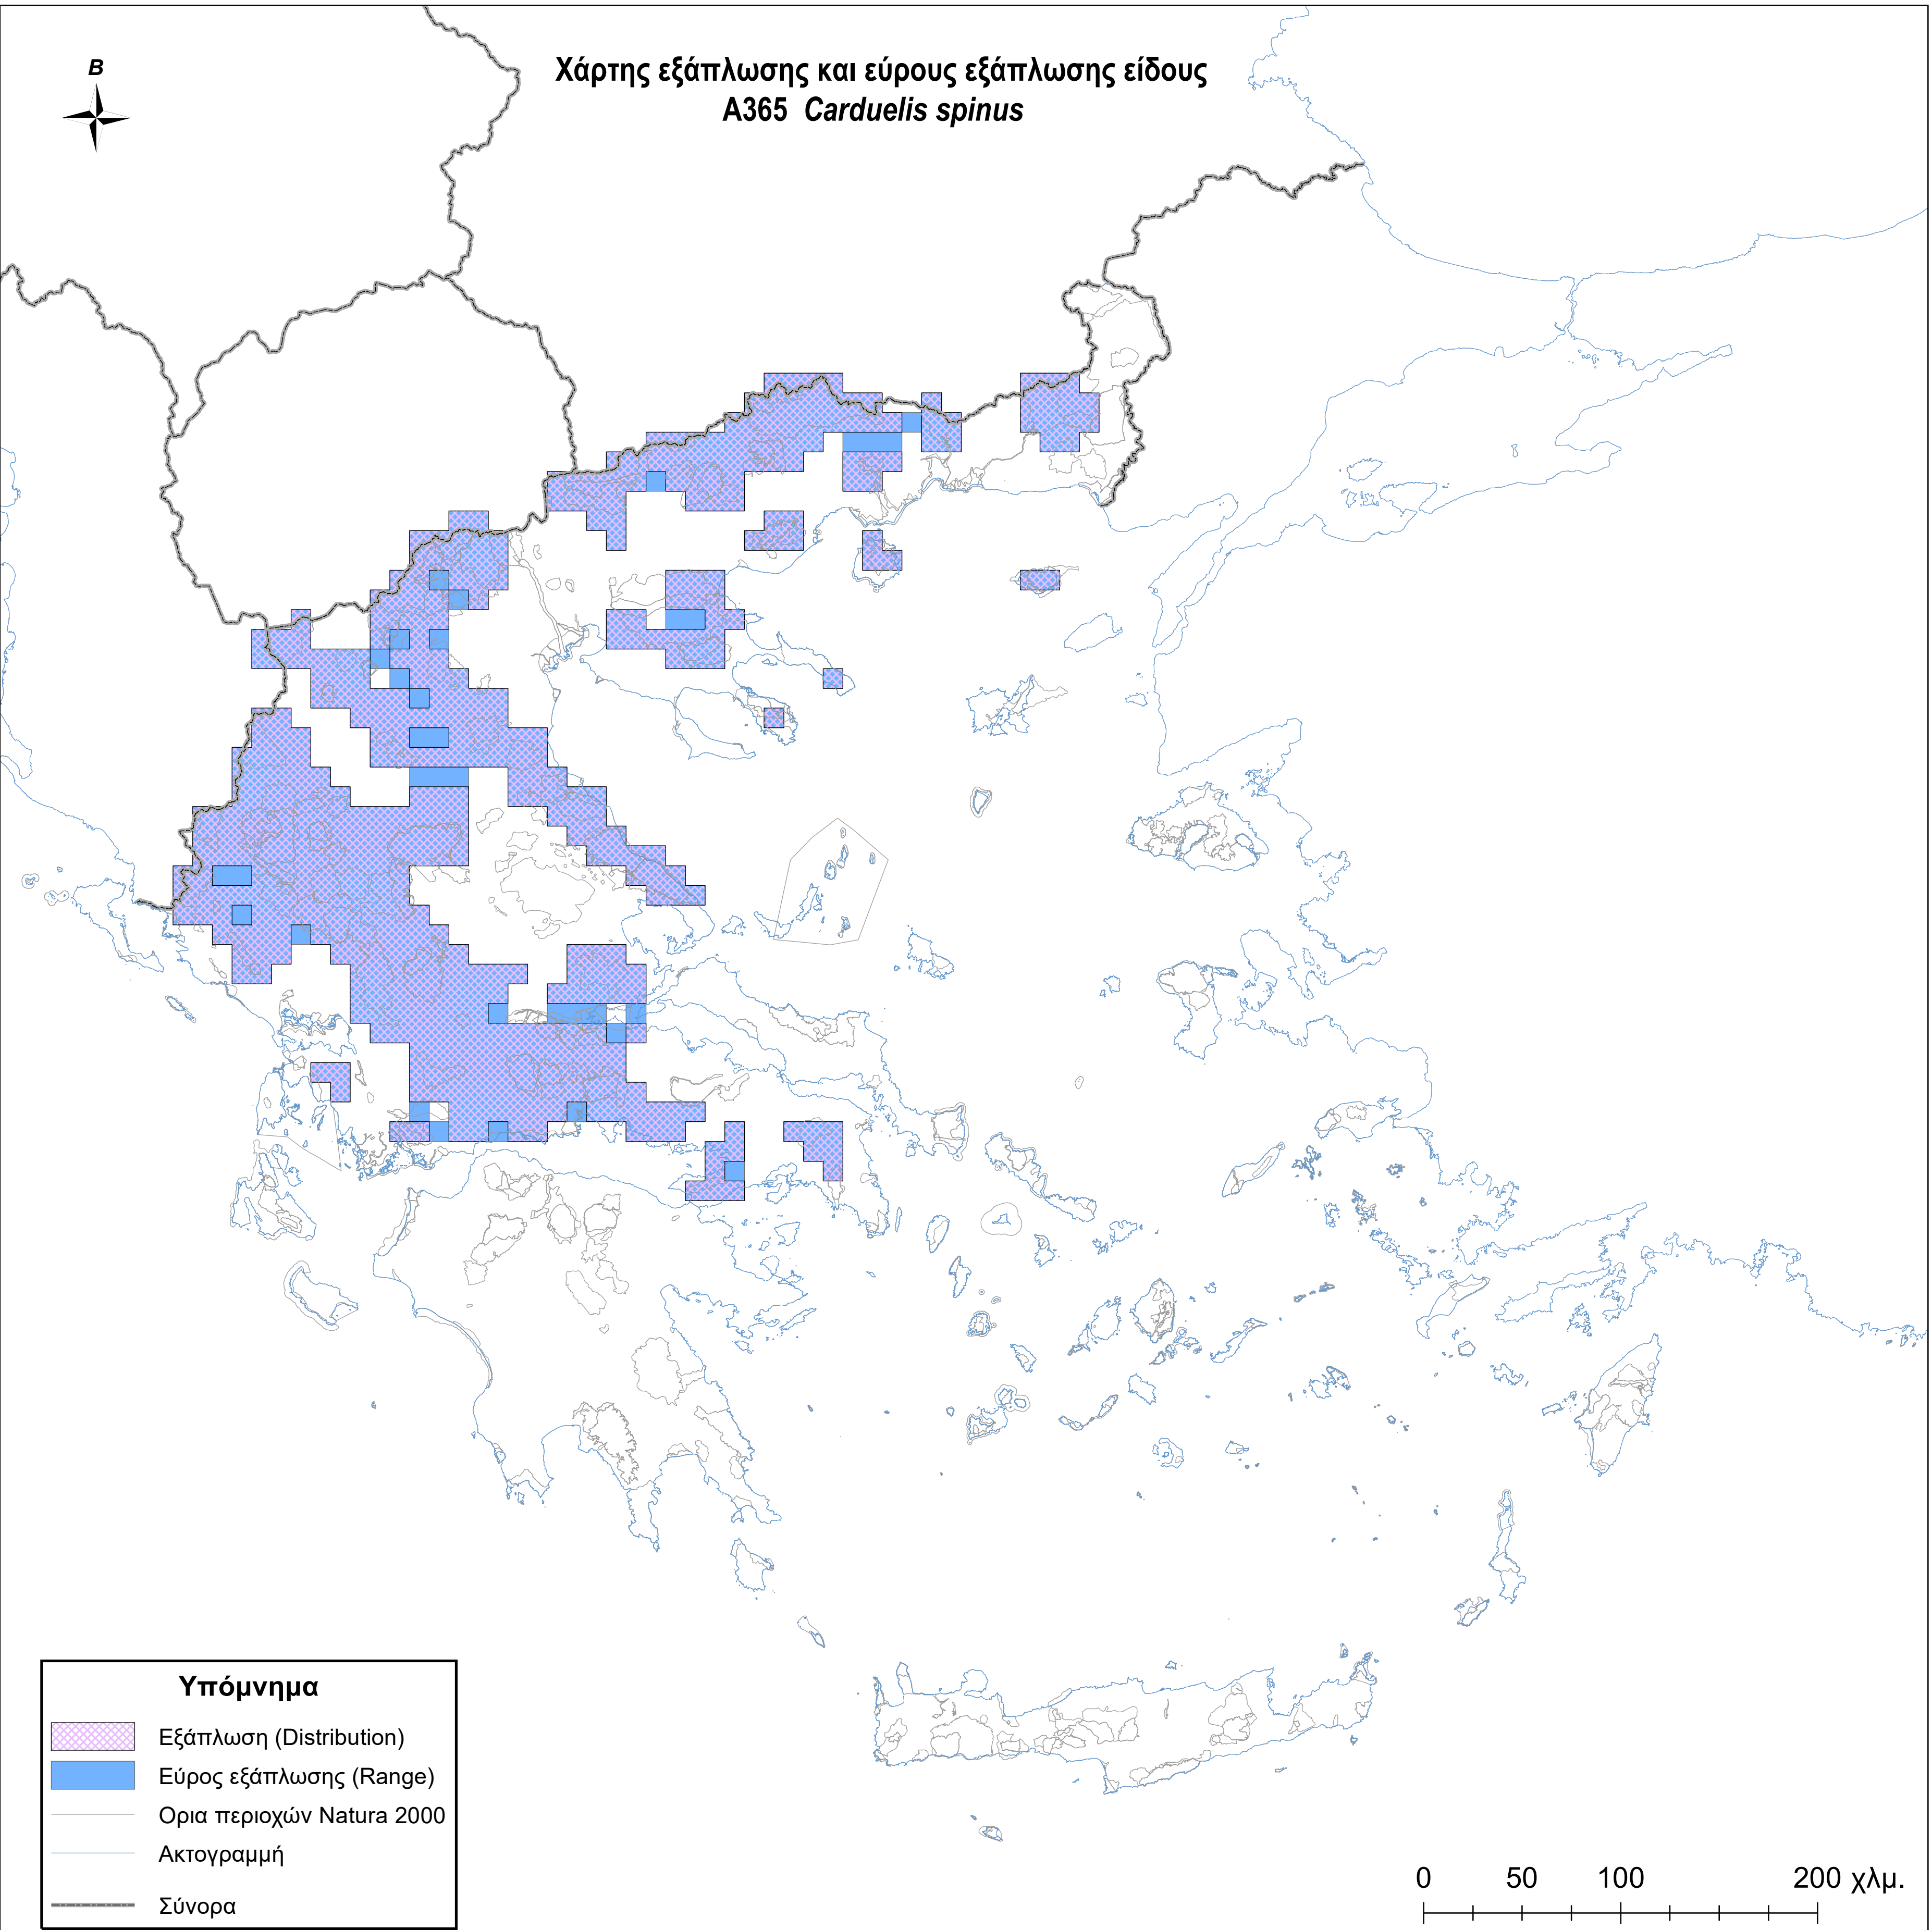 B
Χάρτης εξάπλωσης και εύρους εξάπλωσης είδους
A365 Carduelis spinus
Υπόμνημα
Εξάπλωση (Distribution)
Εύρος εξάπλωσης (Range)
Ορια περιοχών Natura 2000
Ακτογραμμή
Σύνορα
0 50 100 200 χλμ.